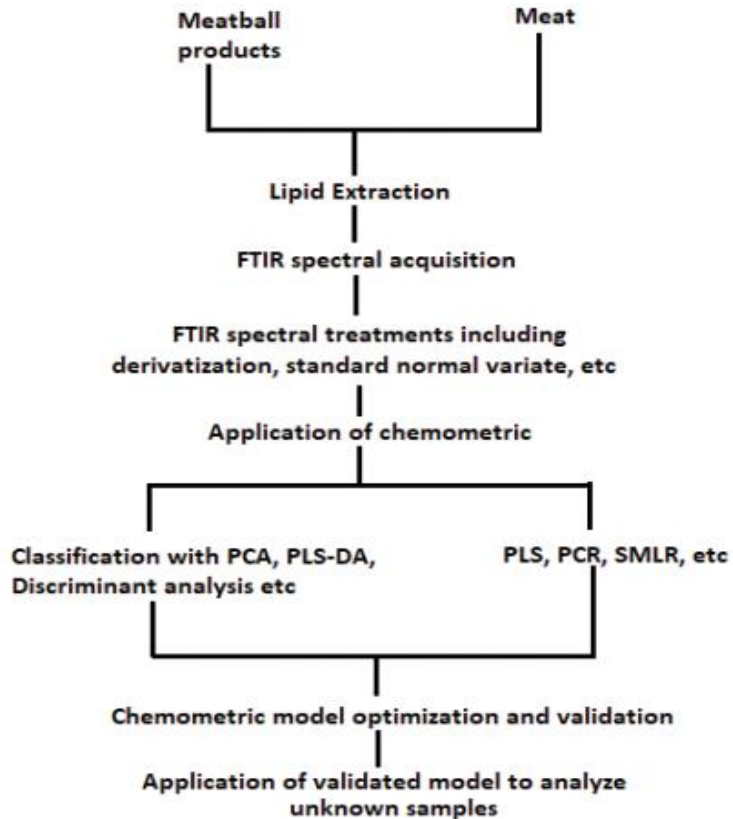 Meatball
products
Meat
Lipid Extraction
FTIR spectral acquisition
FTIR spectral treatments including
derivatization, standard normal variate, etc
Application of chemometric
Classification with PCA, PLS-DA,
Discriminant analysis etc
PLS, PCR, SMLR, etc
Chemometric model optimization and validation
Application of validated model to analyze
unknown samples